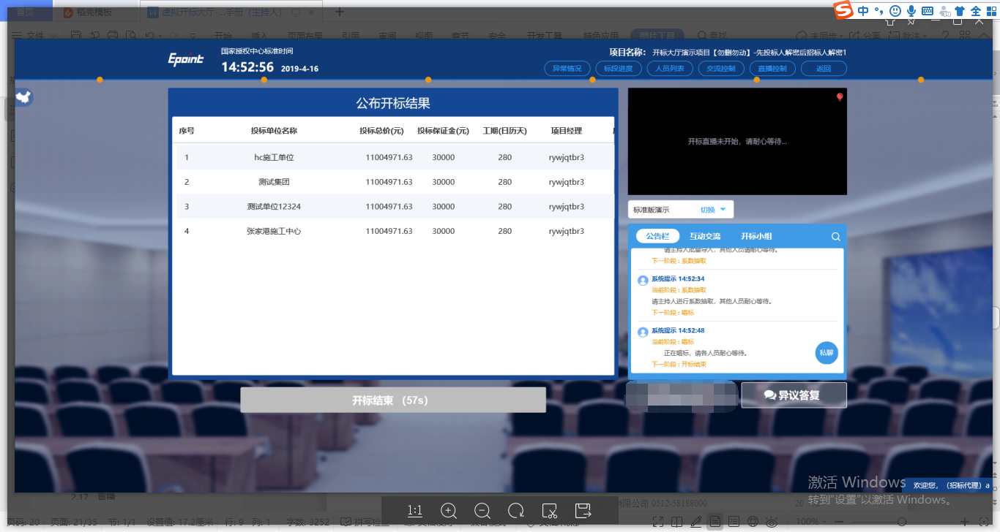 首页
稻壳模板
虚拟开标大厅-...手册（主持人）
中
全
文件
开始
插入
页面布局
引用
审阅
视图
章节
安全
开发工具
特色应用
图片工具
查找
未同步
分享
批注
Epoint
国家授权中心标准时间
14:52:56 2019-4-16
项目名称： 开标大厅演示项目【勿删勿动】-先投标人解密后招标人解密1
异常情况 标段进度 人员列表 交流控制 直播控制 返回
公布开标结果
序号 投标单位名称 投标总价(元) 投标保证金(元) 工期(日历天) 项目经理
1 hc施工单位 11004971.63 30000 280 rywjqtbr3
2 测试集团 11004971.63 30000 280 rywjqtbr3
3 测试单位12324 11004971.63 30000 280 rywjqtbr3
4 张家港施工中心 11004971.63 30000 280 rywjqtbr3
开标结束 （57s）
开标直播未开始，请耐心等待...
标准版演示 切换
公告栏 互动交流 开标小组
请主持人批量导入，其他人员请耐心等待。
下一阶段 : 系数抽取
系统提示 14:52:34
当前阶段 : 系数抽取
请主持人进行系数抽取，其他人员耐心等待。
下一阶段 : 唱标
系统提示 14:52:48
当前阶段 : 唱标
正在唱标，请各人员耐心等待。
下一阶段 : 开标结束
私聊
异议答复
激活 Windows
转到"设置"以激活 Windows。
欢迎您， （招标代理）a
2.17 直播
有限公司 0512-58188000
20
1:1
页码: 20 页面: 21/35 节: 1/1 设置值: 17.2厘米 行: 9 列: 1 字数: 3252 拼写检查
100%